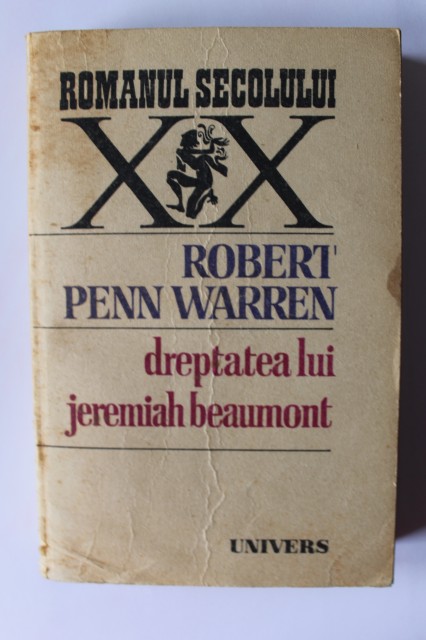 ROMANUL SECOLULUI
XX
ROBERT
PENN WARREN
dreptatea lui
jeremiah beaumont
UNIVERS